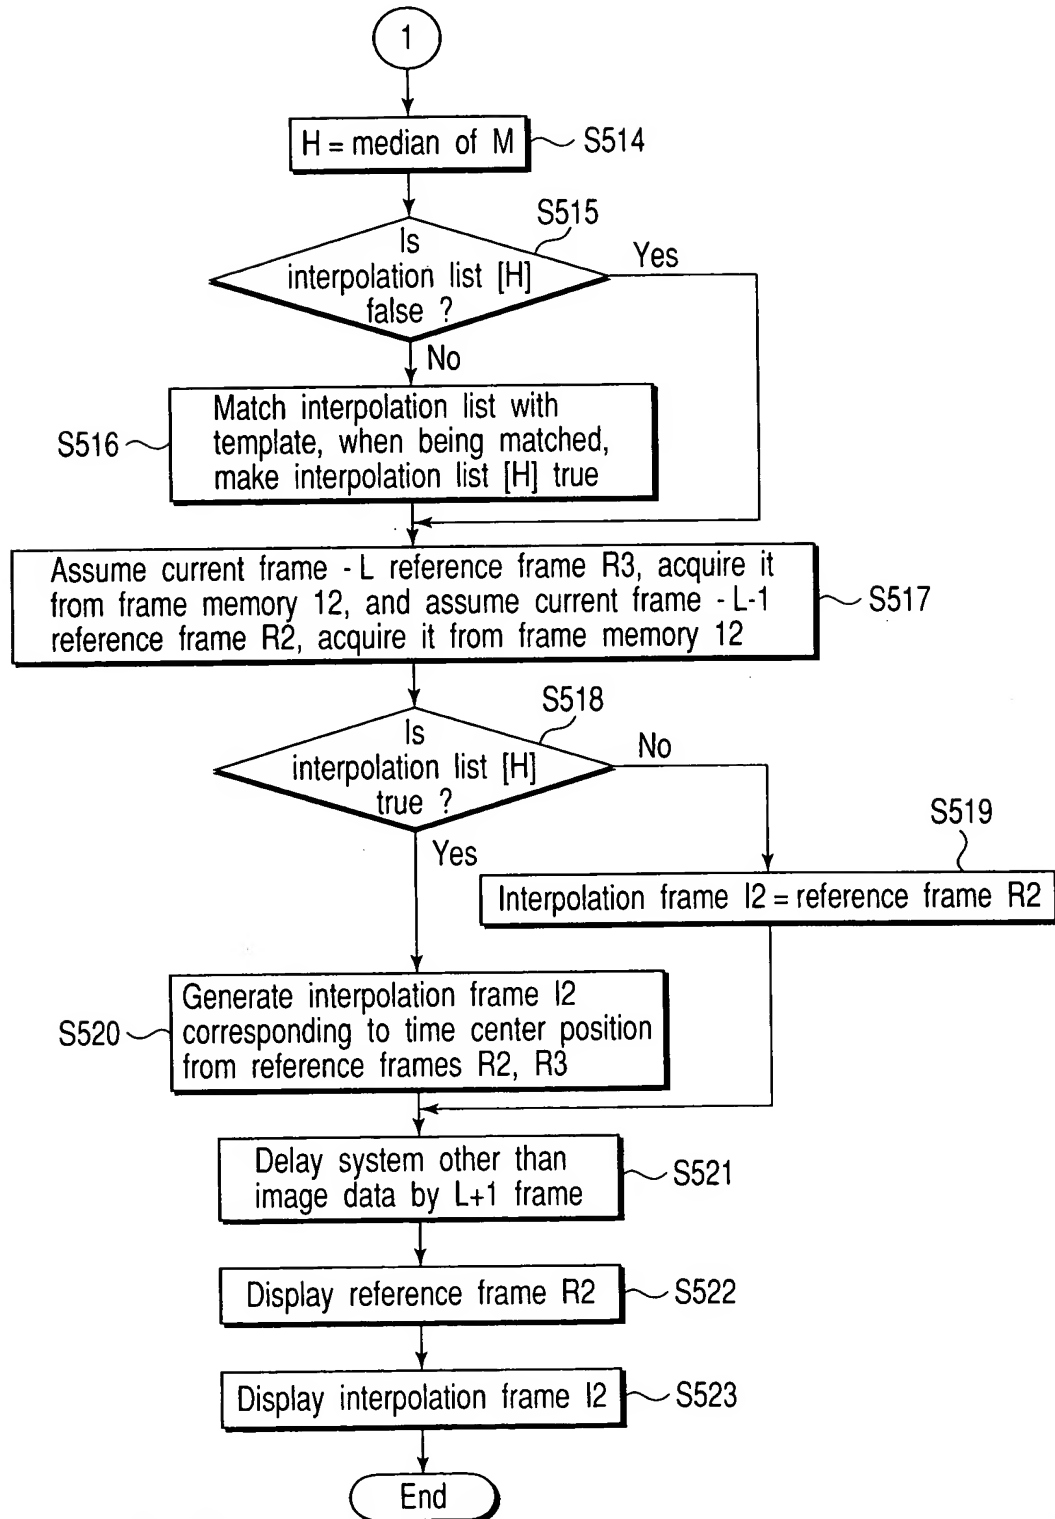 1
H = median of M
S514
S515
Is
interpolation list [H]
false ?
Yes
No
S516
Match interpolation list with
template, when being matched,
make interpolation list [H] true
Assume current frame - L reference frame R3, acquire it
from frame memory 12, and assume current frame - L-1
reference frame R2, acquire it from frame memory 12
S517
S518
Is
interpolation list [H]
true ?
No
Yes
S519
Interpolation frame I2 = reference frame R2
S520
Generate interpolation frame I2
corresponding to time center position
from reference frames R2, R3
Delay system other than
image data by L+1 frame
S521
Display reference frame R2
S522
Display interpolation frame I2
S523
End